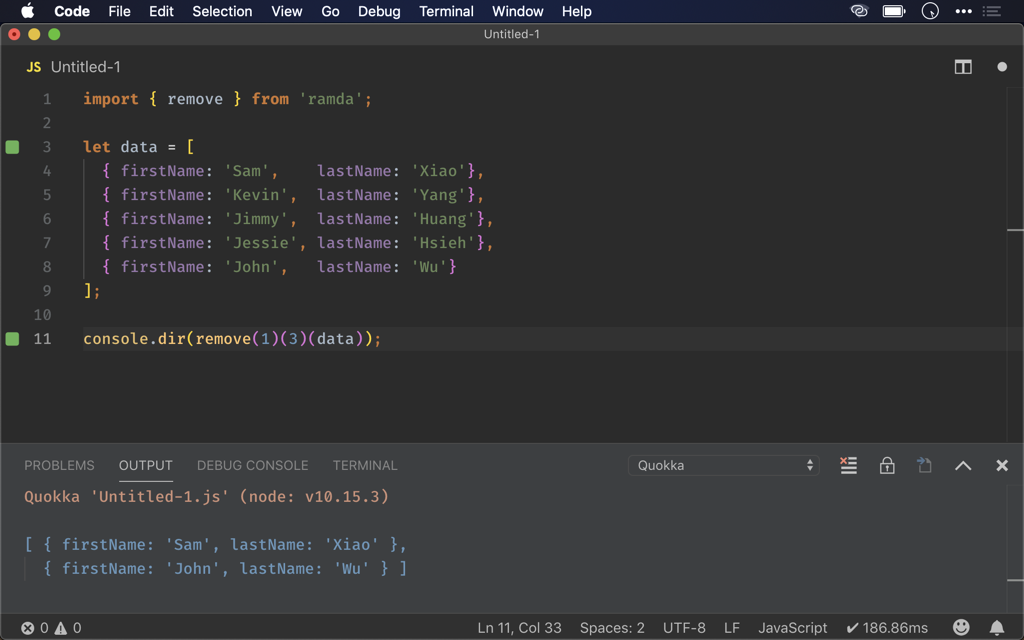 Code File Edit Selection View Go Debug Terminal Window Help
Untitled-1
JS Untitled-1
1 import { remove } from 'ramda';
2
3 let data = [
4 { firstName: 'Sam', lastName: 'Xiao'},
5 { firstName: 'Kevin', lastName: 'Yang'},
6 { firstName: 'Jimmy', lastName: 'Huang'},
7 { firstName: 'Jessie', lastName: 'Hsieh'},
8 { firstName: 'John', lastName: 'Wu'}
9 ];
10
11 console.dir(remove(1)(3)(data));
PROBLEMS OUTPUT DEBUG CONSOLE TERMINAL Quokka
Quokka 'Untitled-1.js' (node: v10.15.3)
[ { firstName: 'Sam', lastName: 'Xiao' },
{ firstName: 'John', lastName: 'Wu' } ]
0 0 Ln 11, Col 33 Spaces: 2 UTF-8 LF JavaScript ✔ 186.86ms